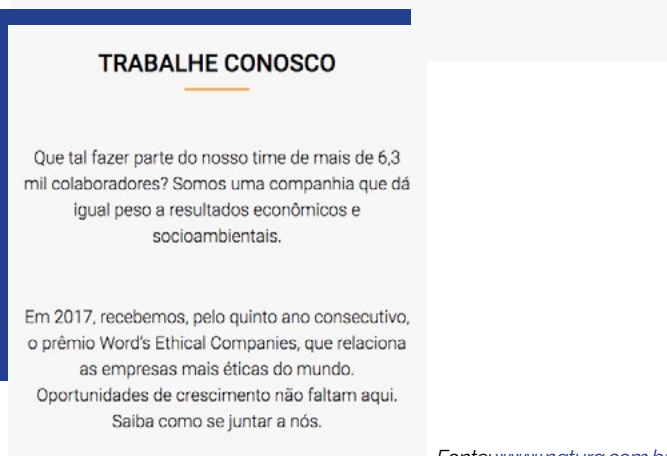 TRABALHE CONOSCO
Que tal fazer parte do nosso time de mais de 6,3
mil colaboradores? Somos uma companhia que dá
igual peso a resultados econômicos e
socioambientais.
Em 2017, recebemos, pelo quinto ano consecutivo,
o prêmio Word's Ethical Companies, que relaciona
as empresas mais éticas do mundo.
Oportunidades de crescimento não faltam aqui.
Saiba como se juntar a nós.